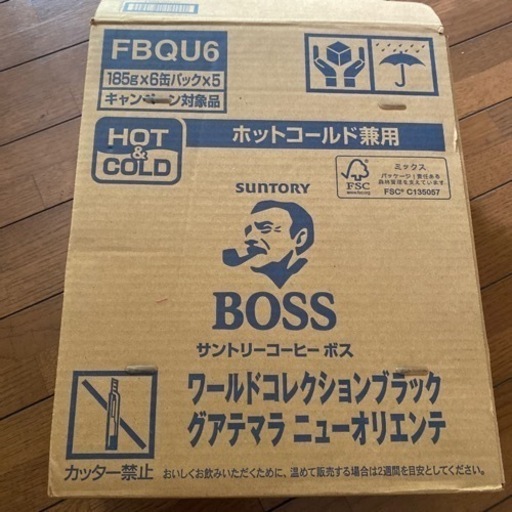 FBQU6
185g×6缶パック×5
キャンペーン対象品
HOT
&
COLD
ホットコールド兼用
FSC
ミックス
パッケージ|責任ある
森林管理を支えています
FSC® C135057
SUNTORY
BOSS
サントリーコーヒー ボス
ワールドコレクションブラック
グアテマラ ニューオリエンテ
カッター禁止
おいしくお飲みいただくために、温めて販売する場合は2週間を目安としてください。